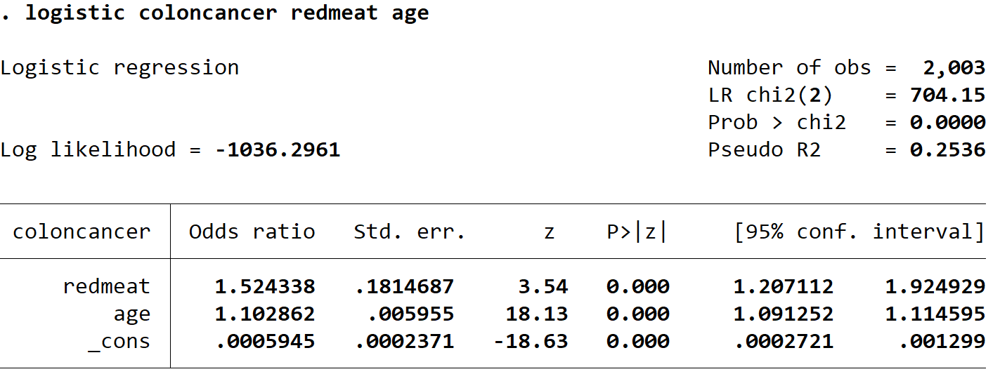 . logistic coloncancer redmeat age
Logistic regression Number of obs = 2,003
LR chi2(2) = 704.15
Prob > chi2 = 0.0000
Log likelihood = -1036.2961 Pseudo R2 = 0.2536
coloncancer Odds ratio Std. err. z P>|z| [95% conf. interval]
redmeat 1.524338 .1814687 3.54 0.000 1.207112 1.924929
age 1.102862 .005955 18.13 0.000 1.091252 1.114595
_cons .0005945 .0002371 -18.63 0.000 .0002721 .001299